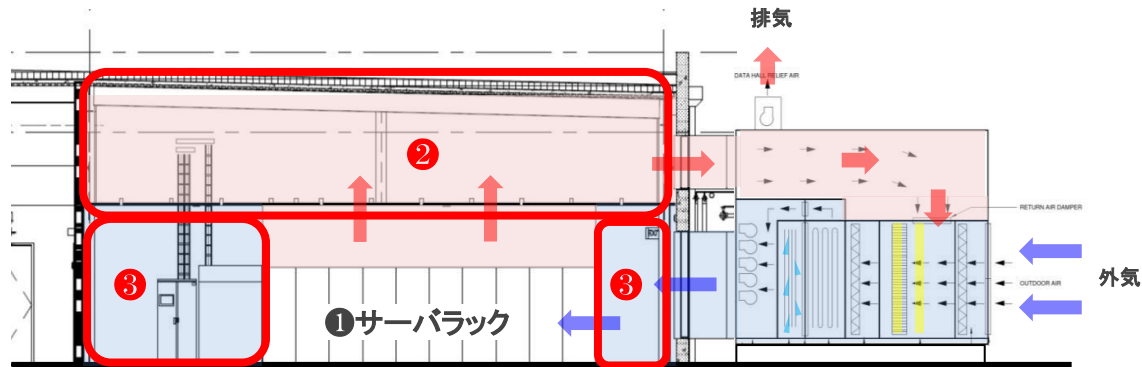 排気
DATA HALL RELIEF AIR
❷
RETURN AIR DAMPER
EXIT
❸
❸
外気
OUTDOOR AIR
❶サーバラック